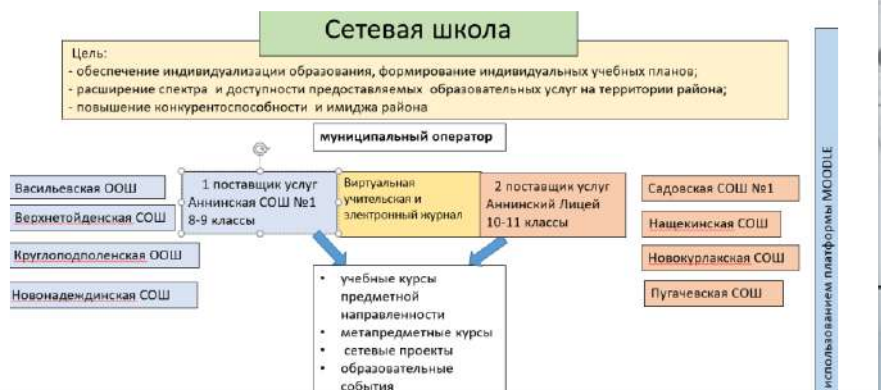 Сетевая школа
Цель:
- обеспечение индивидуализации образования, формирование индивидуальных учебных планов;
- расширение спектра и доступности предоставляемых образовательных услуг на территории района;
- повышение конкурентоспособности и имиджа района
муниципальный оператор
Васильевская ООШ
Верхнетойденская СОШ
Круглоподполенская ООШ
Новонадеждинская СОШ
1 поставщик услуг
Аннинская СОШ №1
8-9 классы
Виртуальная
учительская и
электронный журнал
2 поставщик услуг
Аннинский Лицей
10-11 классы
Садовская СОШ №1
Нащекинская СОШ
Новокурлакская СОШ
Пугачевская СОШ
• учебные курсы
предметной
направленности
• метапредметные курсы
• сетевые проекты
• образовательные
события
использованием платформы MOODLE